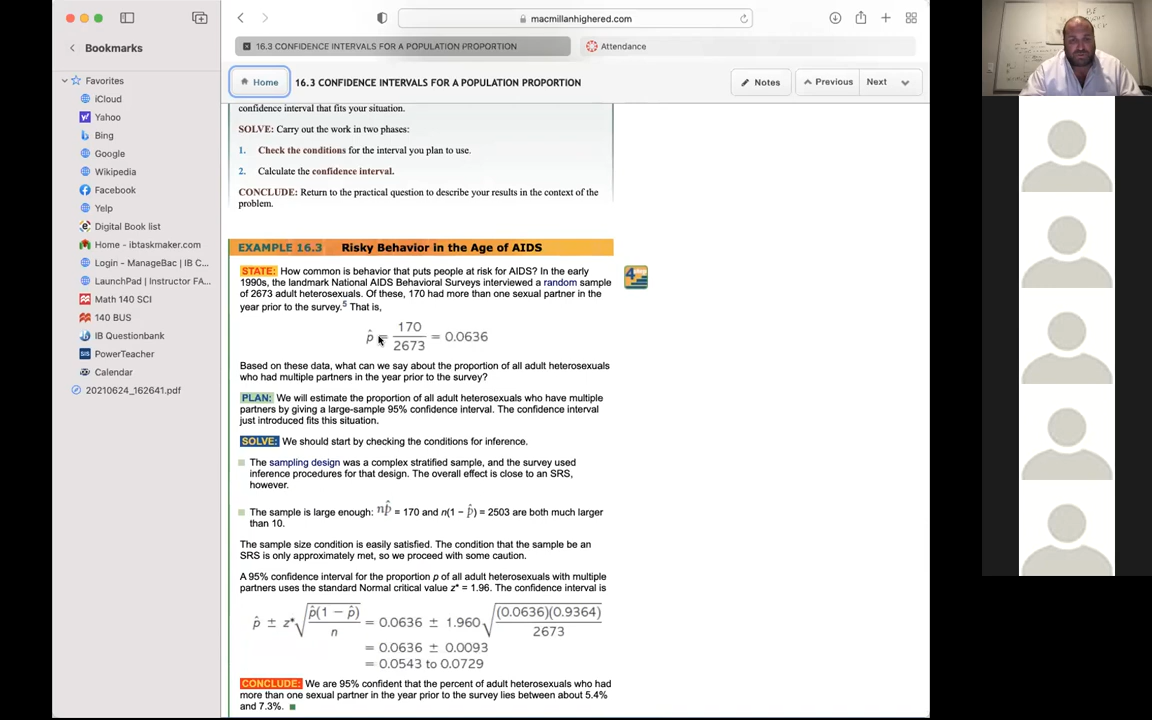 macmillanhighered.com
Bookmarks
16.3 CONFIDENCE INTERVALS FOR A POPULATION PROPORTION
Attendance
Favorites
iCloud
Yahoo
Bing
Google
Wikipedia
Facebook
Yelp
Digital Book list
Home - ibtaskmaker.com
Login - ManageBac | IB C...
LaunchPad | Instructor FA...
Math 140 SCI
140 BUS
IB Questionbank
PowerTeacher
Calendar
20210624_162641.pdf
Home
16.3 CONFIDENCE INTERVALS FOR A POPULATION PROPORTION
Notes
Previous
Next
confidence interval that fits your situation.
SOLVE: Carry out the work in two phases:
1. Check the conditions for the interval you plan to use.
2. Calculate the confidence interval.
CONCLUDE: Return to the practical question to describe your results in the context of the
problem.
EXAMPLE 16.3 Risky Behavior in the Age of AIDS
STATE: How common is behavior that puts people at risk for AIDS? In the early
1990s, the landmark National AIDS Behavioral Surveys interviewed a random sample
of 2673 adult heterosexuals. Of these, 170 had more than one sexual partner in the
year prior to the survey.5 That is,
p̂ = 170/2673 = 0.0636
Based on these data, what can we say about the proportion of all adult heterosexuals
who had multiple partners in the year prior to the survey?
PLAN: We will estimate the proportion of all adult heterosexuals who have multiple
partners by giving a large-sample 95% confidence interval. The confidence interval
just introduced fits this situation.
SOLVE: We should start by checking the conditions for inference.
The sampling design was a complex stratified sample, and the survey used
inference procedures for that design. The overall effect is close to an SRS,
however.
The sample is large enough: np̂ = 170 and n(1 − p̂) = 2503 are both much larger
than 10.
The sample size condition is easily satisfied. The condition that the sample be an
SRS is only approximately met, so we proceed with some caution.
A 95% confidence interval for the proportion p of all adult heterosexuals with multiple
partners uses the standard Normal critical value z* = 1.96. The confidence interval is
p̂ ± z*√(p̂(1 − p̂)/n) = 0.0636 ± 1.960√((0.0636)(0.9364)/2673)
= 0.0636 ± 0.0093
= 0.0543 to 0.0729
CONCLUDE: We are 95% confident that the percent of adult heterosexuals who had
more than one sexual partner in the year prior to the survey lies between about 5.4%
and 7.3%.
4